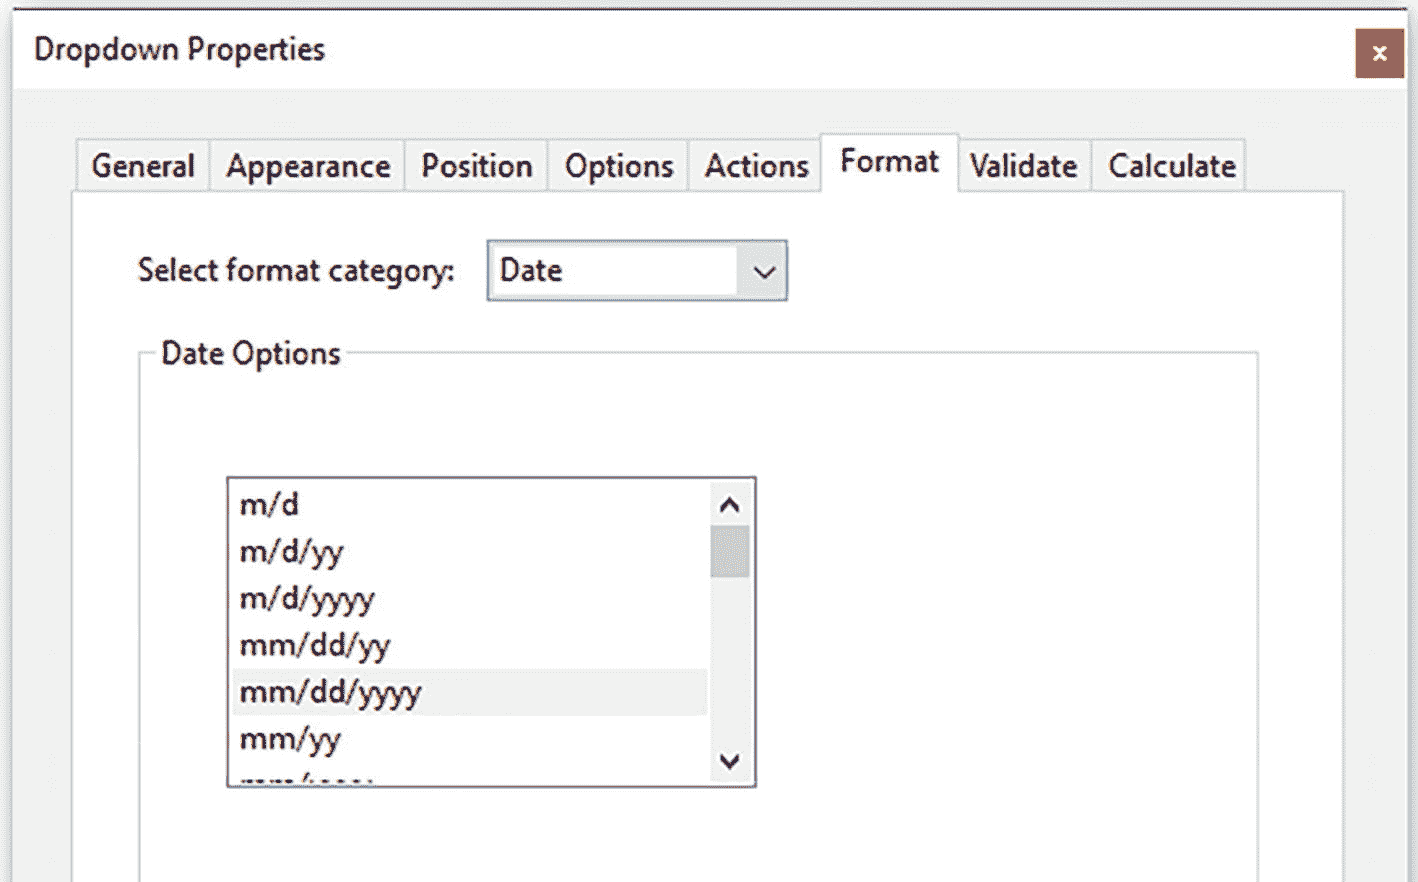 Dropdown Properties
General Appearance Position Options Actions Format Validate Calculate
Select format category: Date
Date Options
m/d
m/d/yy
m/d/yyyy
mm/dd/yy
mm/dd/yyyy
mm/yy